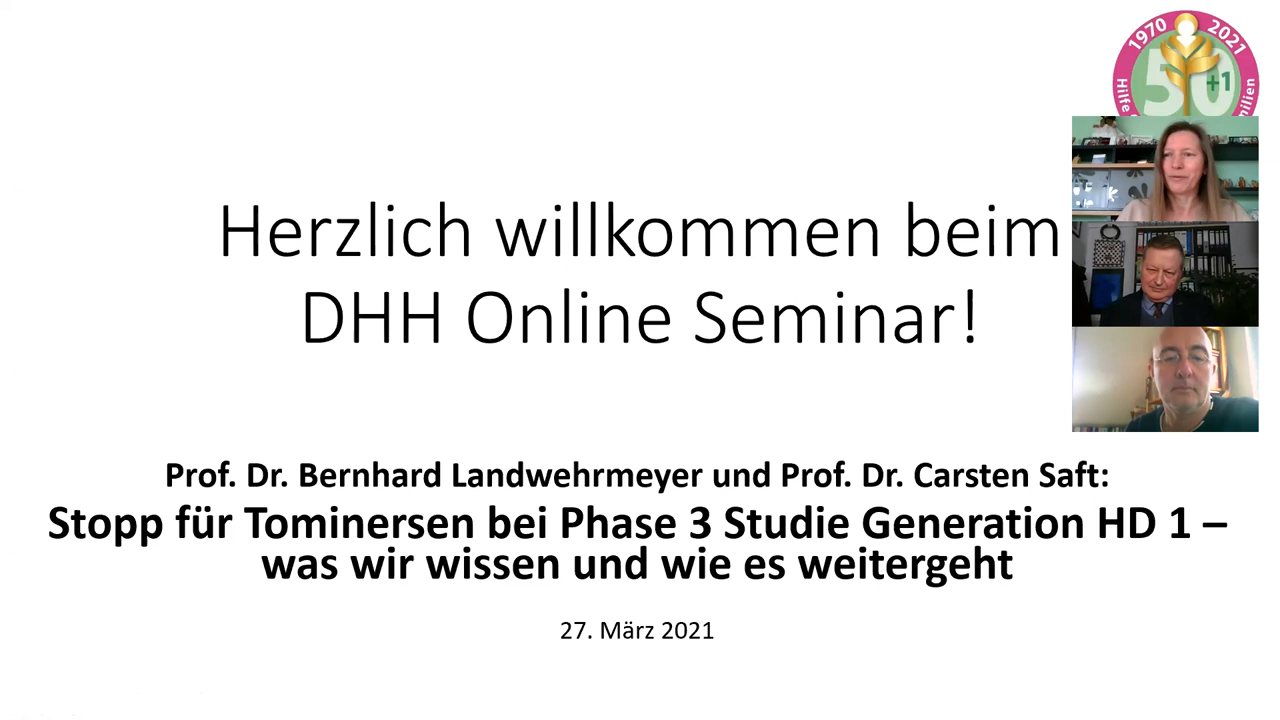 1970 2021
50
+1
Hilfe
Herzlich willkommen beim
DHH Online Seminar!
Prof. Dr. Bernhard Landwehrmeyer und Prof. Dr. Carsten Saft:
Stopp für Tominersen bei Phase 3 Studie Generation HD 1 –
was wir wissen und wie es weitergeht
27. März 2021